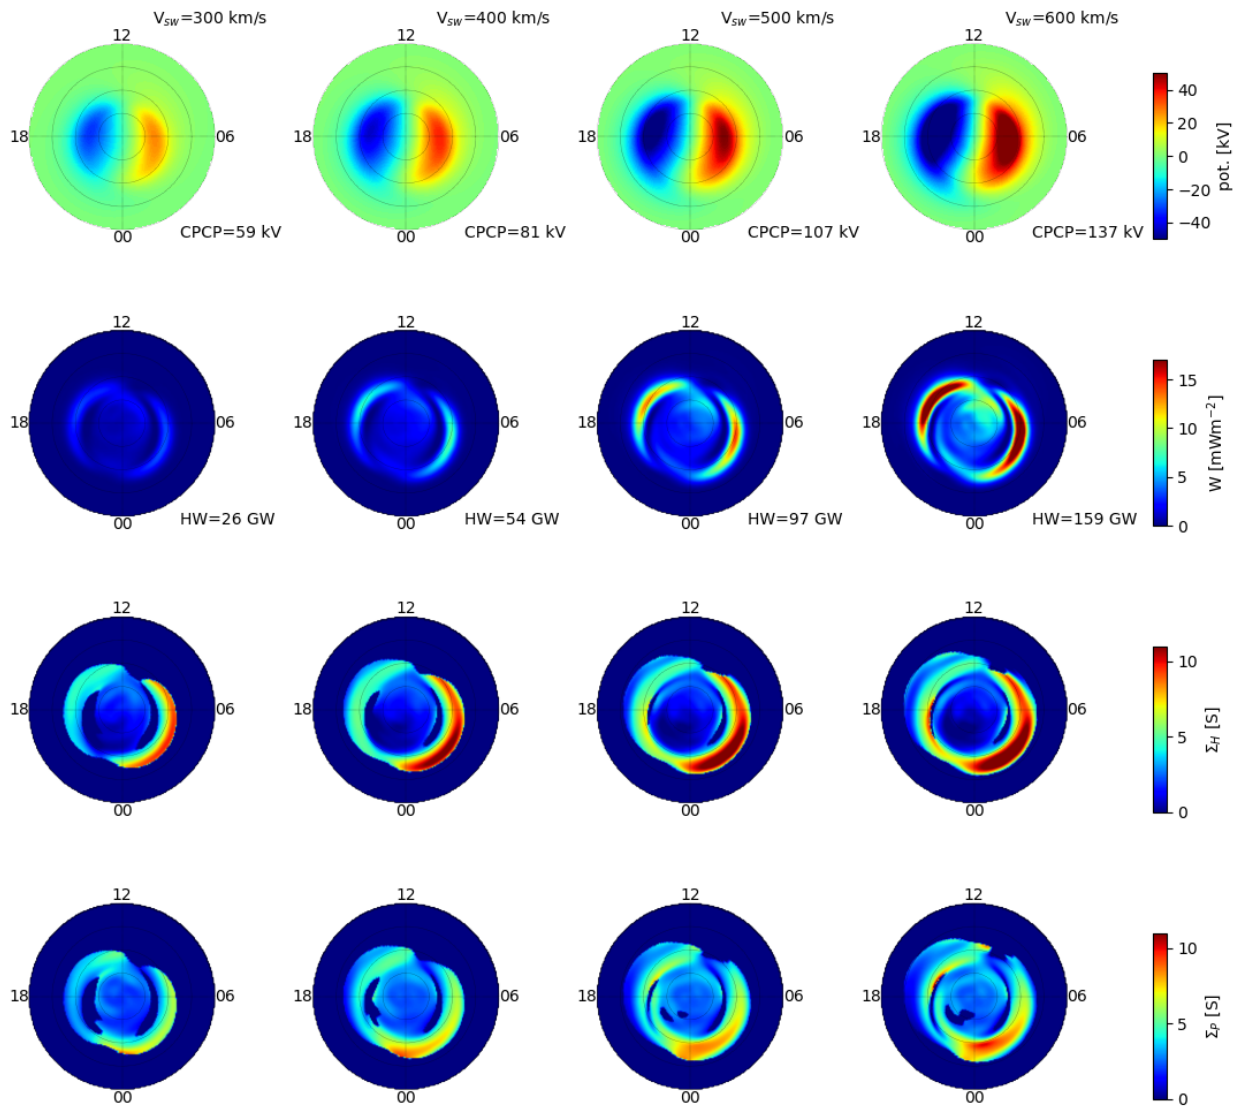 V_sw=300 km/s V_sw=400 km/s V_sw=500 km/s V_sw=600 km/s
12 12 12 12
18 06 18 06 18 06 18 06
00 00 00 00
CPCP=59 kV CPCP=81 kV CPCP=107 kV CPCP=137 kV
40
20
0
−20
−40
pot. [kV]
12 12 12 12
18 06 18 06 18 06 18 06
00 00 00 00
HW=26 GW HW=54 GW HW=97 GW HW=159 GW
15
10
5
0
W [mWm⁻²]
12 12 12 12
18 06 18 06 18 06 18 06
00 00 00 00
10
5
0
Σ_H [S]
12 12 12 12
18 06 18 06 18 06 18 06
00 00 00 00
10
5
0
Σ_P [S]